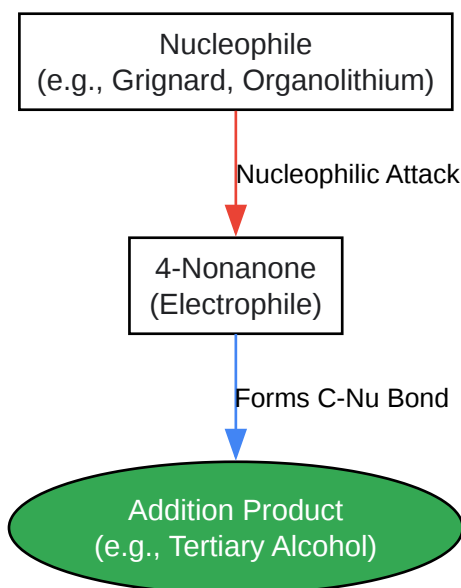 Nucleophile
(e.g., Grignard, Organolithium)
Nucleophilic Attack
4-Nonanone
(Electrophile)
Forms C-Nu Bond
Addition Product
(e.g., Tertiary Alcohol)